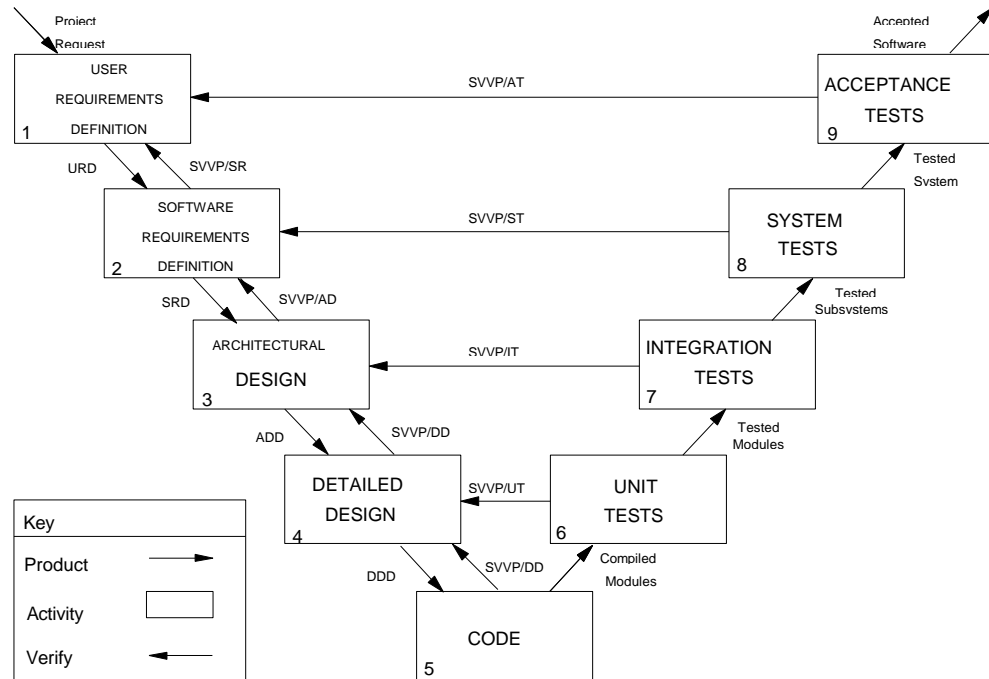 Project
Request
Accepted
Software
USER
REQUIREMENTS
DEFINITION
1
SVVP/AT
ACCEPTANCE
TESTS
9
URD
SVVP/SR
Tested
System
SOFTWARE
REQUIREMENTS
DEFINITION
2
SVVP/ST
SYSTEM
TESTS
8
SRD
SVVP/AD
Tested
Subsystems
ARCHITECTURAL
DESIGN
3
SVVP/IT
INTEGRATION
TESTS
7
ADD
SVVP/DD
Tested
Modules
DETAILED
DESIGN
4
SVVP/UT
UNIT
TESTS
6
DDD
SVVP/DD
Compiled
Modules
CODE
5
Key
Product
Activity
Verify